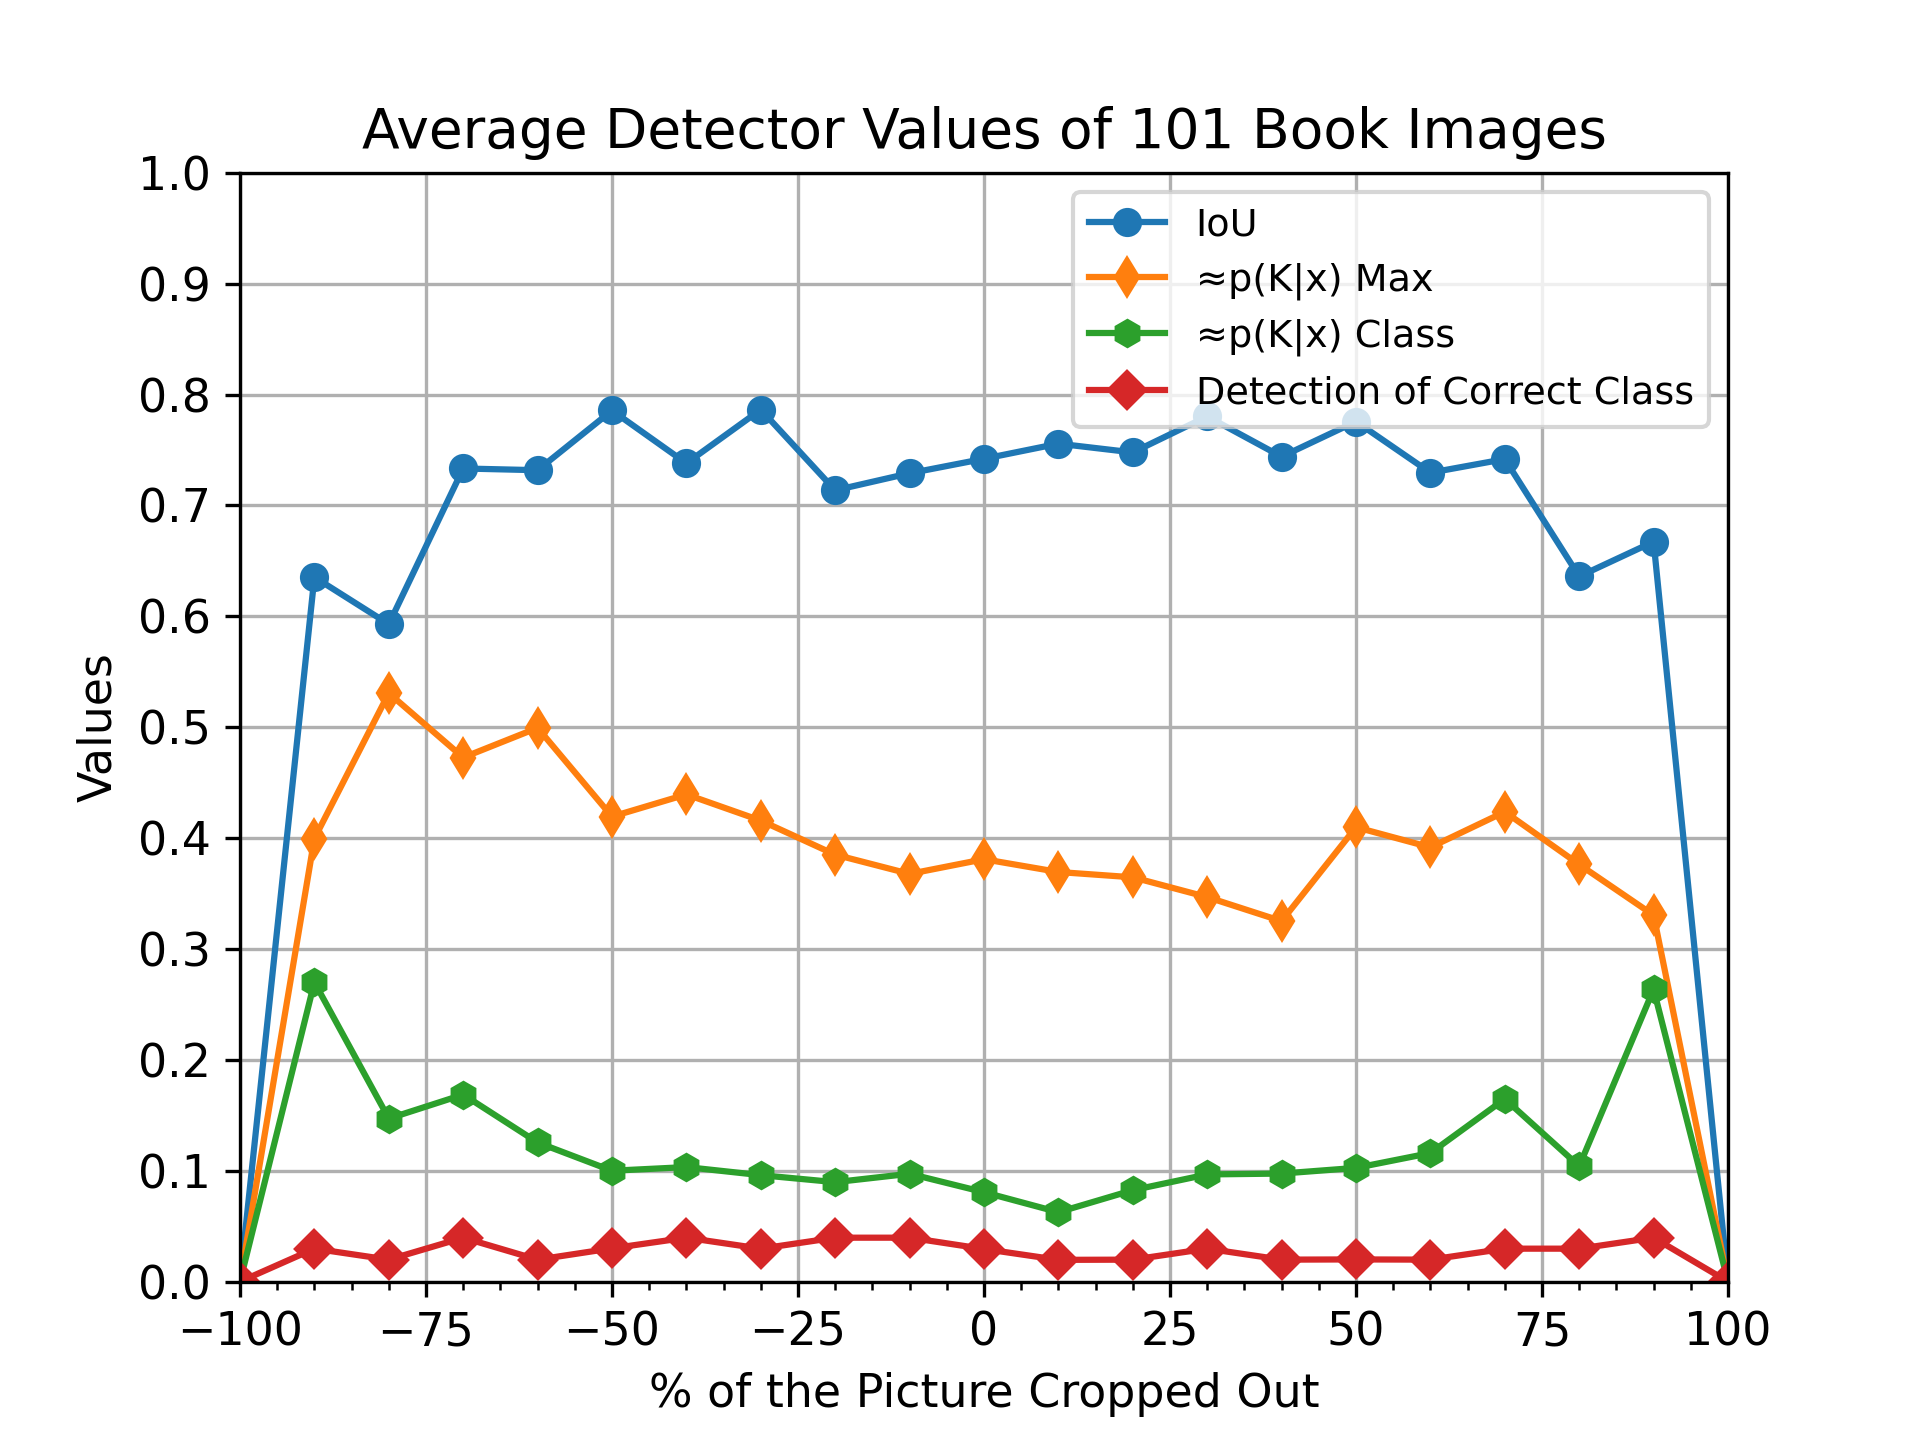 Average Detector Values of 101 Book Images
1.0
0.9
0.8
0.7
0.6
0.5
0.4
0.3
0.2
0.1
0.0
Values
IoU
≈p(K|x) Max
≈p(K|x) Class
Detection of Correct Class
−100 −75 −50 −25 0 25 50 75 100
% of the Picture Cropped Out